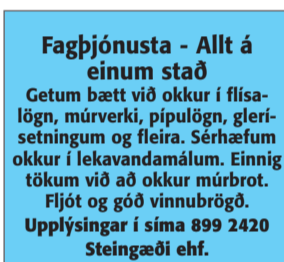 Fagþjónusta - Allt á
einum stað
Getum bætt við okkur í flísa-
lögn, múrverki, pípulögn, glerí-
setningum og fleira. Sérhæfum
okkur í lekavandamálum. Einnig
tökum við að okkur múrbrot.
Fljót og góð vinnubrögð.
Upplýsingar í síma 899 2420
Steingæði ehf.